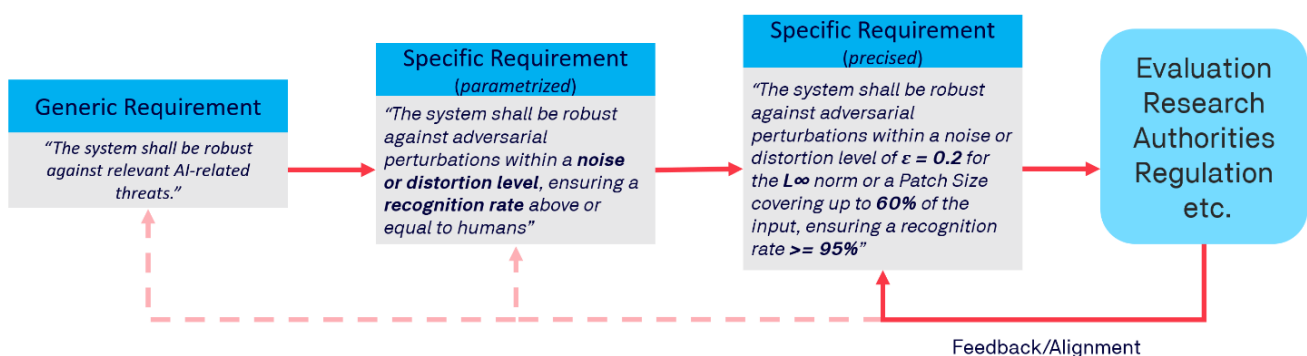 Generic Requirement
“The system shall be robust
against relevant AI-related
threats.”
Specific Requirement
(parametrized)
“The system shall be robust
against adversarial
perturbations within a noise
or distortion level, ensuring a
recognition rate above or
equal to humans”
Specific Requirement
(precised)
“The system shall be robust
against adversarial
perturbations within a noise or
distortion level of ε = 0.2 for
the L∞ norm or a Patch Size
covering up to 60% of the
input, ensuring a recognition
rate >= 95%”
Evaluation
Research
Authorities
Regulation
etc.
Feedback/Alignment